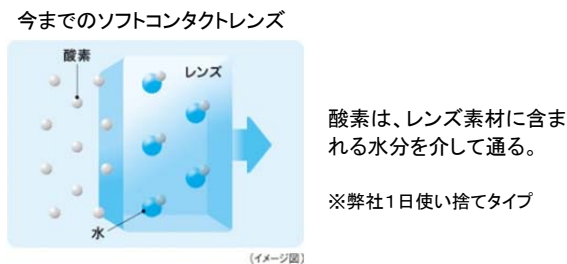 今までのソフトコンタクトレンズ
酸素
レンズ
水
(イメージ図)
酸素は、レンズ素材に含ま
れる水分を介して通る。
※弊社1日使い捨てタイプ